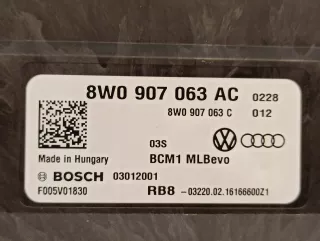 8W0 907 063 AC 0228
8W0 907 063 C 012
03S
Made in Hungary BCM1 MLBevo
BOSCH 03012001
F005V01830 RB8 -03220.02.16166600Z1